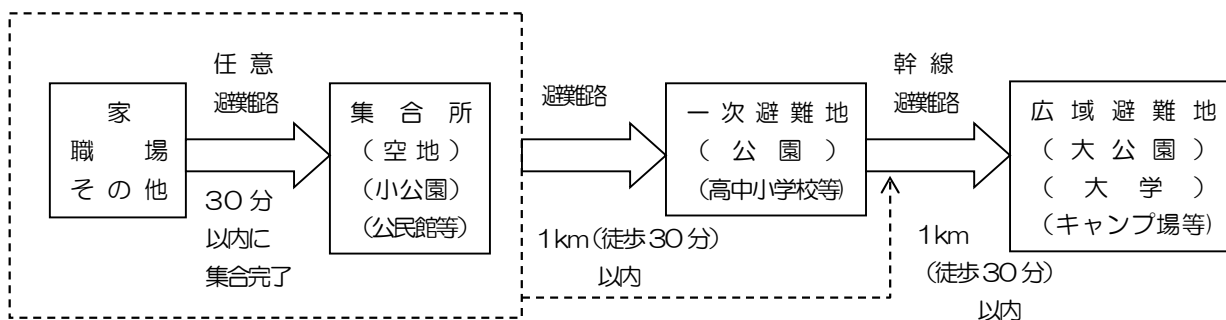 家
職場
その他
任意
避難路
30分
以内に
集合完了
集合所
(空地)
(小公園)
(公民館等)
避難路
1km(徒歩30分)
以内
一次避難地
(公園)
(高中小学校等)
幹線
避難路
1km
(徒歩30分)
以内
広域避難地
(大公園)
(大学)
(キャンプ場等)